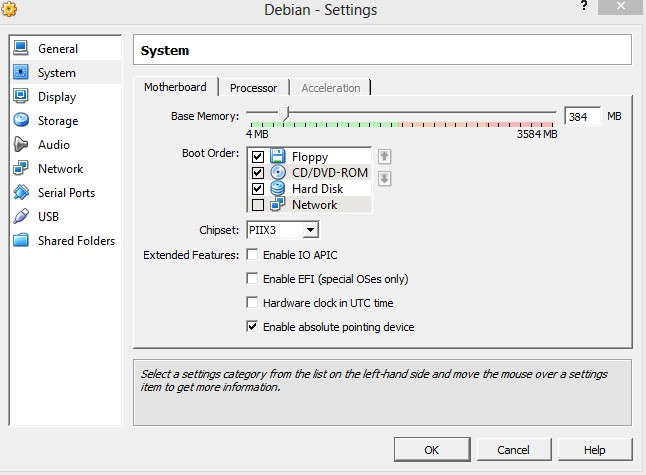 Debian - Settings
?
General
System
Display
Storage
Audio
Network
Serial Ports
USB
Shared Folders
System
Motherboard Processor Acceleration
Base Memory: 384 MB
4 MB 3584 MB
Boot Order: Floppy
CD/DVD-ROM
Hard Disk
Network
Chipset: PIIX3
Extended Features: Enable IO APIC
Enable EFI (special OSes only)
Hardware clock in UTC time
Enable absolute pointing device
Select a settings category from the list on the left-hand side and move the mouse over a settings
item to get more information.
OK Cancel Help